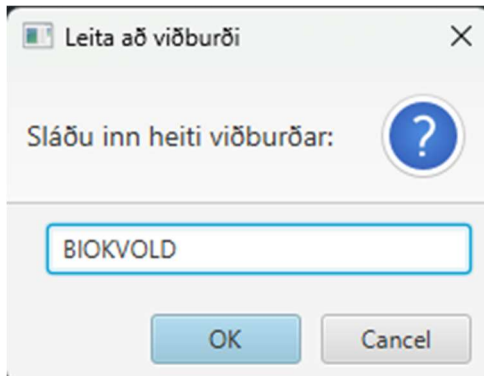 Leita að viðburði
Sláðu inn heiti viðburðar:
?
BIOKVOLD
OK
Cancel